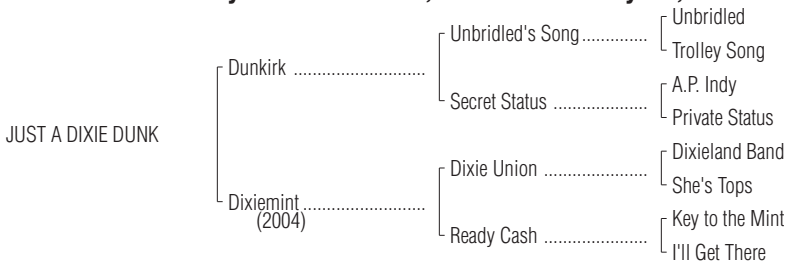 Unbridled
Unbridled's Song ..............
Trolley Song
Dunkirk ............................
A.P. Indy
Secret Status ....................
Private Status
JUST A DIXIE DUNK
Dixieland Band
Dixie Union ......................
She's Tops
Dixiemint ..........................
(2004)
Key to the Mint
Ready Cash ......................
I'll Get There